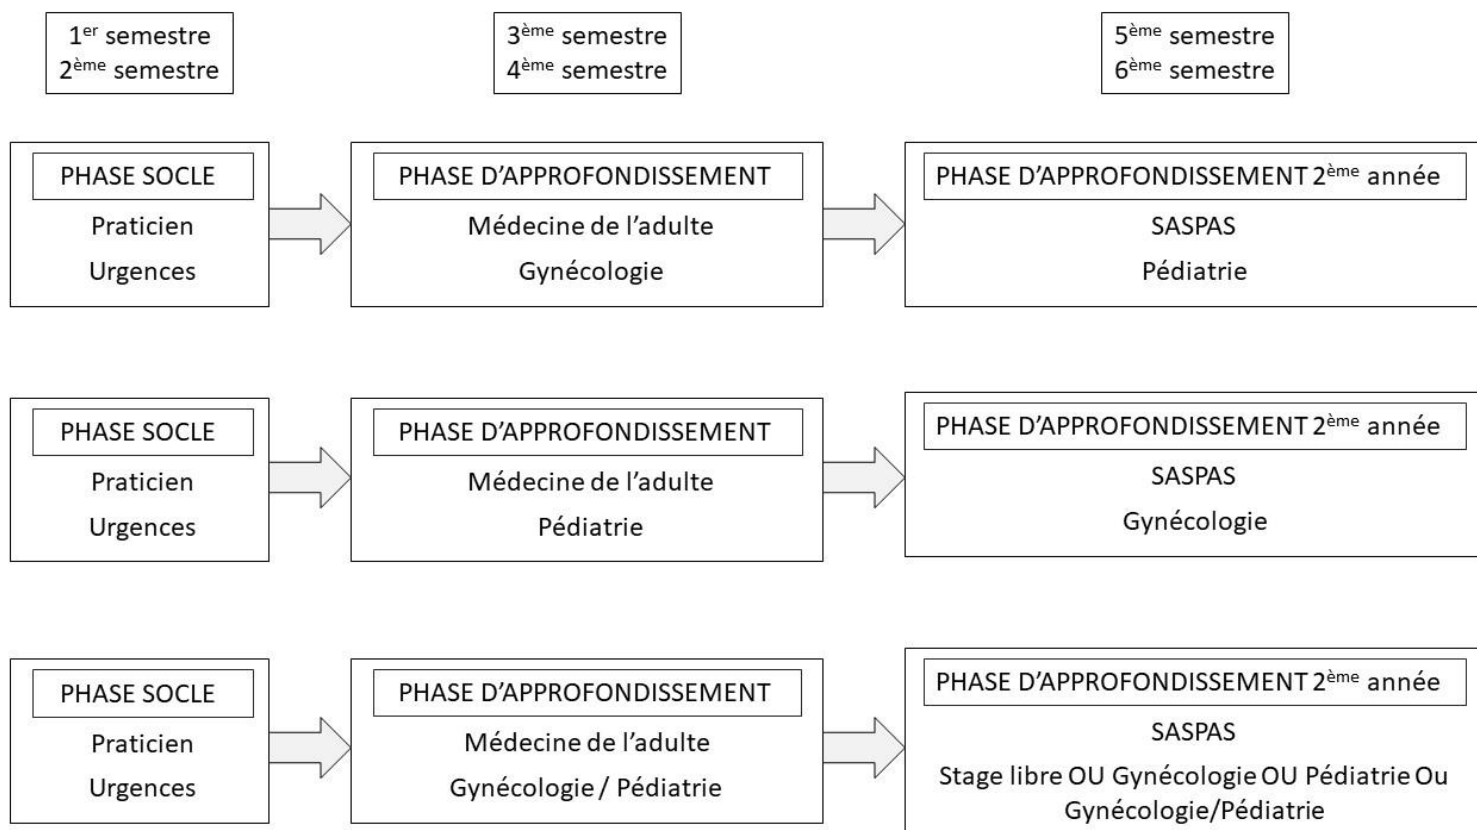 1er semestre
2ème semestre
3ème semestre
4ème semestre
5ème semestre
6ème semestre
PHASE SOCLE
Praticien
Urgences
PHASE D'APPROFONDISSEMENT
Médecine de l'adulte
Gynécologie
PHASE D'APPROFONDISSEMENT 2ème année
SASPAS
Pédiatrie
PHASE SOCLE
Praticien
Urgences
PHASE D'APPROFONDISSEMENT
Médecine de l'adulte
Pédiatrie
PHASE D'APPROFONDISSEMENT 2ème année
SASPAS
Gynécologie
PHASE SOCLE
Praticien
Urgences
PHASE D'APPROFONDISSEMENT
Médecine de l'adulte
Gynécologie / Pédiatrie
PHASE D'APPROFONDISSEMENT 2ème année
SASPAS
Stage libre OU Gynécologie OU Pédiatrie Ou
Gynécologie/Pédiatrie